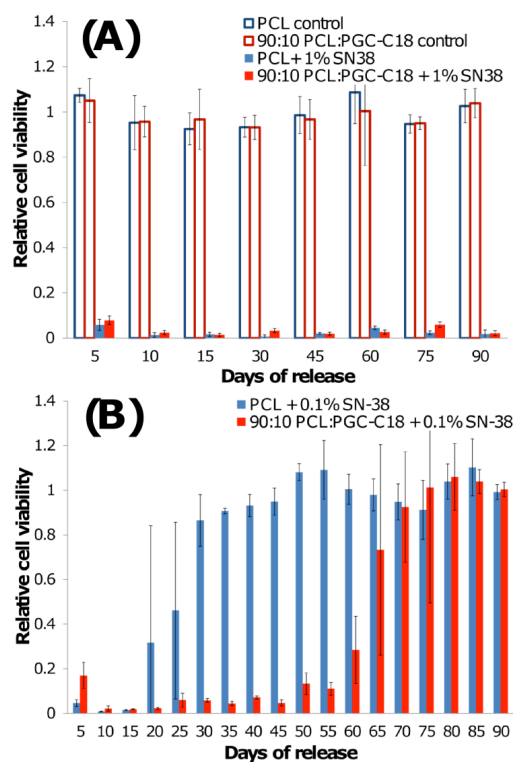 (A)
PCL control
90:10 PCL:PGC-C18 control
PCL+ 1% SN38
90:10 PCL:PGC-C18 + 1% SN38
Relative cell viability
1.4
1.2
1
0.8
0.6
0.4
0.2
0
5 10 15 30 45 60 75 90
Days of release
(B)
PCL + 0.1% SN-38
90:10 PCL:PGC-C18 + 0.1% SN-38
Relative cell viability
1.4
1.2
1
0.8
0.6
0.4
0.2
0
5 10 15 20 25 30 35 40 45 50 55 60 65 70 75 80 85 90
Days of release